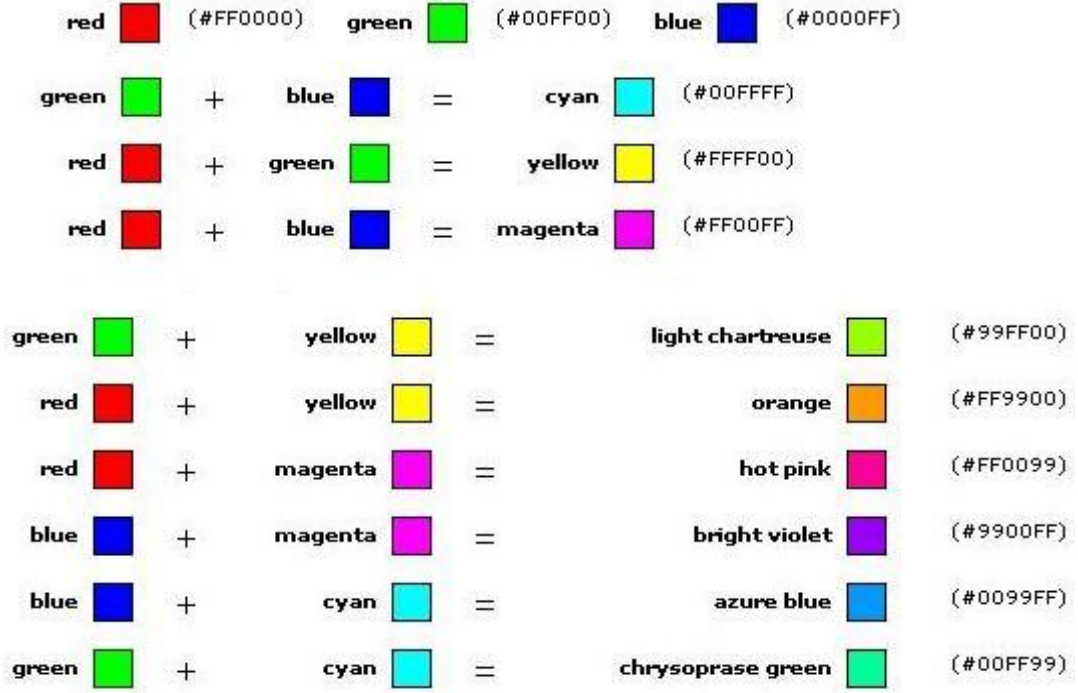 red (#FF0000) green (#00FF00) blue (#0000FF)
green + blue = cyan (#00FFFF)
red + green = yellow (#FFFF00)
red + blue = magenta (#FF00FF)
green + yellow = light chartreuse (#99FF00)
red + yellow = orange (#FF9900)
red + magenta = hot pink (#FF0099)
blue + magenta = bright violet (#9900FF)
blue + cyan = azure blue (#0099FF)
green + cyan = chrysoprase green (#00FF99)